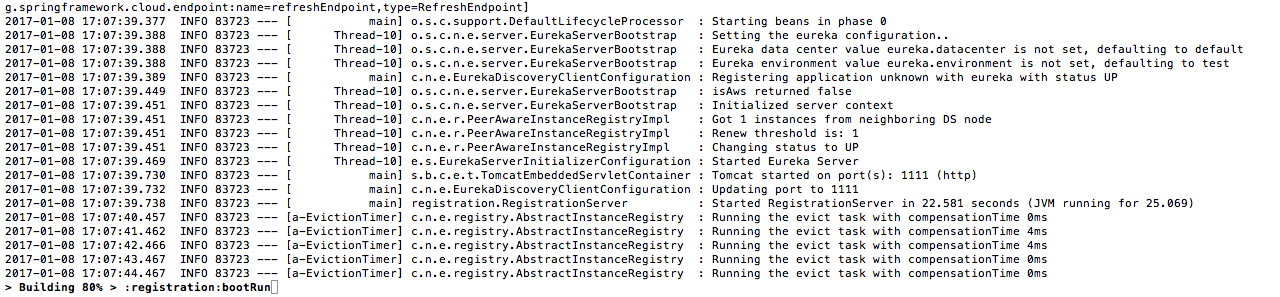 g.springframework.cloud.endpoint:name=refreshEndpoint,type=RefreshEndpoint]
2017-01-08 17:07:39.377  INFO 83723 --- [           main] o.s.c.support.DefaultLifecycleProcessor  : Starting beans in phase 0
2017-01-08 17:07:39.388  INFO 83723 --- [      Thread-10] o.s.c.n.e.server.EurekaServerBootstrap   : Setting the eureka configuration..
2017-01-08 17:07:39.388  INFO 83723 --- [      Thread-10] o.s.c.n.e.server.EurekaServerBootstrap   : Eureka data center value eureka.datacenter is not set, defaulting to default
2017-01-08 17:07:39.388  INFO 83723 --- [      Thread-10] o.s.c.n.e.server.EurekaServerBootstrap   : Eureka environment value eureka.environment is not set, defaulting to test
2017-01-08 17:07:39.389  INFO 83723 --- [           main] c.n.e.EurekaDiscoveryClientConfiguration : Registering application unknown with eureka with status UP
2017-01-08 17:07:39.449  INFO 83723 --- [      Thread-10] o.s.c.n.e.server.EurekaServerBootstrap   : isAws returned false
2017-01-08 17:07:39.451  INFO 83723 --- [      Thread-10] o.s.c.n.e.server.EurekaServerBootstrap   : Initialized server context
2017-01-08 17:07:39.451  INFO 83723 --- [      Thread-10] c.n.e.r.PeerAwareInstanceRegistryImpl    : Got 1 instances from neighboring DS node
2017-01-08 17:07:39.451  INFO 83723 --- [      Thread-10] c.n.e.r.PeerAwareInstanceRegistryImpl    : Renew threshold is: 1
2017-01-08 17:07:39.451  INFO 83723 --- [      Thread-10] c.n.e.r.PeerAwareInstanceRegistryImpl    : Changing status to UP
2017-01-08 17:07:39.469  INFO 83723 --- [      Thread-10] e.s.EurekaServerInitializerConfiguration : Started Eureka Server
2017-01-08 17:07:39.730  INFO 83723 --- [           main] s.b.c.e.t.TomcatEmbeddedServletContainer : Tomcat started on port(s): 1111 (http)
2017-01-08 17:07:39.732  INFO 83723 --- [           main] c.n.e.EurekaDiscoveryClientConfiguration : Updating port to 1111
2017-01-08 17:07:39.738  INFO 83723 --- [           main] registration.RegistrationServer          : Started RegistrationServer in 22.581 seconds (JVM running for 25.069)
2017-01-08 17:07:40.457  INFO 83723 --- [a-EvictionTimer] c.n.e.registry.AbstractInstanceRegistry  : Running the evict task with compensationTime 0ms
2017-01-08 17:07:41.462  INFO 83723 --- [a-EvictionTimer] c.n.e.registry.AbstractInstanceRegistry  : Running the evict task with compensationTime 4ms
2017-01-08 17:07:42.466  INFO 83723 --- [a-EvictionTimer] c.n.e.registry.AbstractInstanceRegistry  : Running the evict task with compensationTime 4ms
2017-01-08 17:07:43.467  INFO 83723 --- [a-EvictionTimer] c.n.e.registry.AbstractInstanceRegistry  : Running the evict task with compensationTime 0ms
2017-01-08 17:07:44.467  INFO 83723 --- [a-EvictionTimer] c.n.e.registry.AbstractInstanceRegistry  : Running the evict task with compensationTime 0ms
> Building 80% > :registration:bootRun